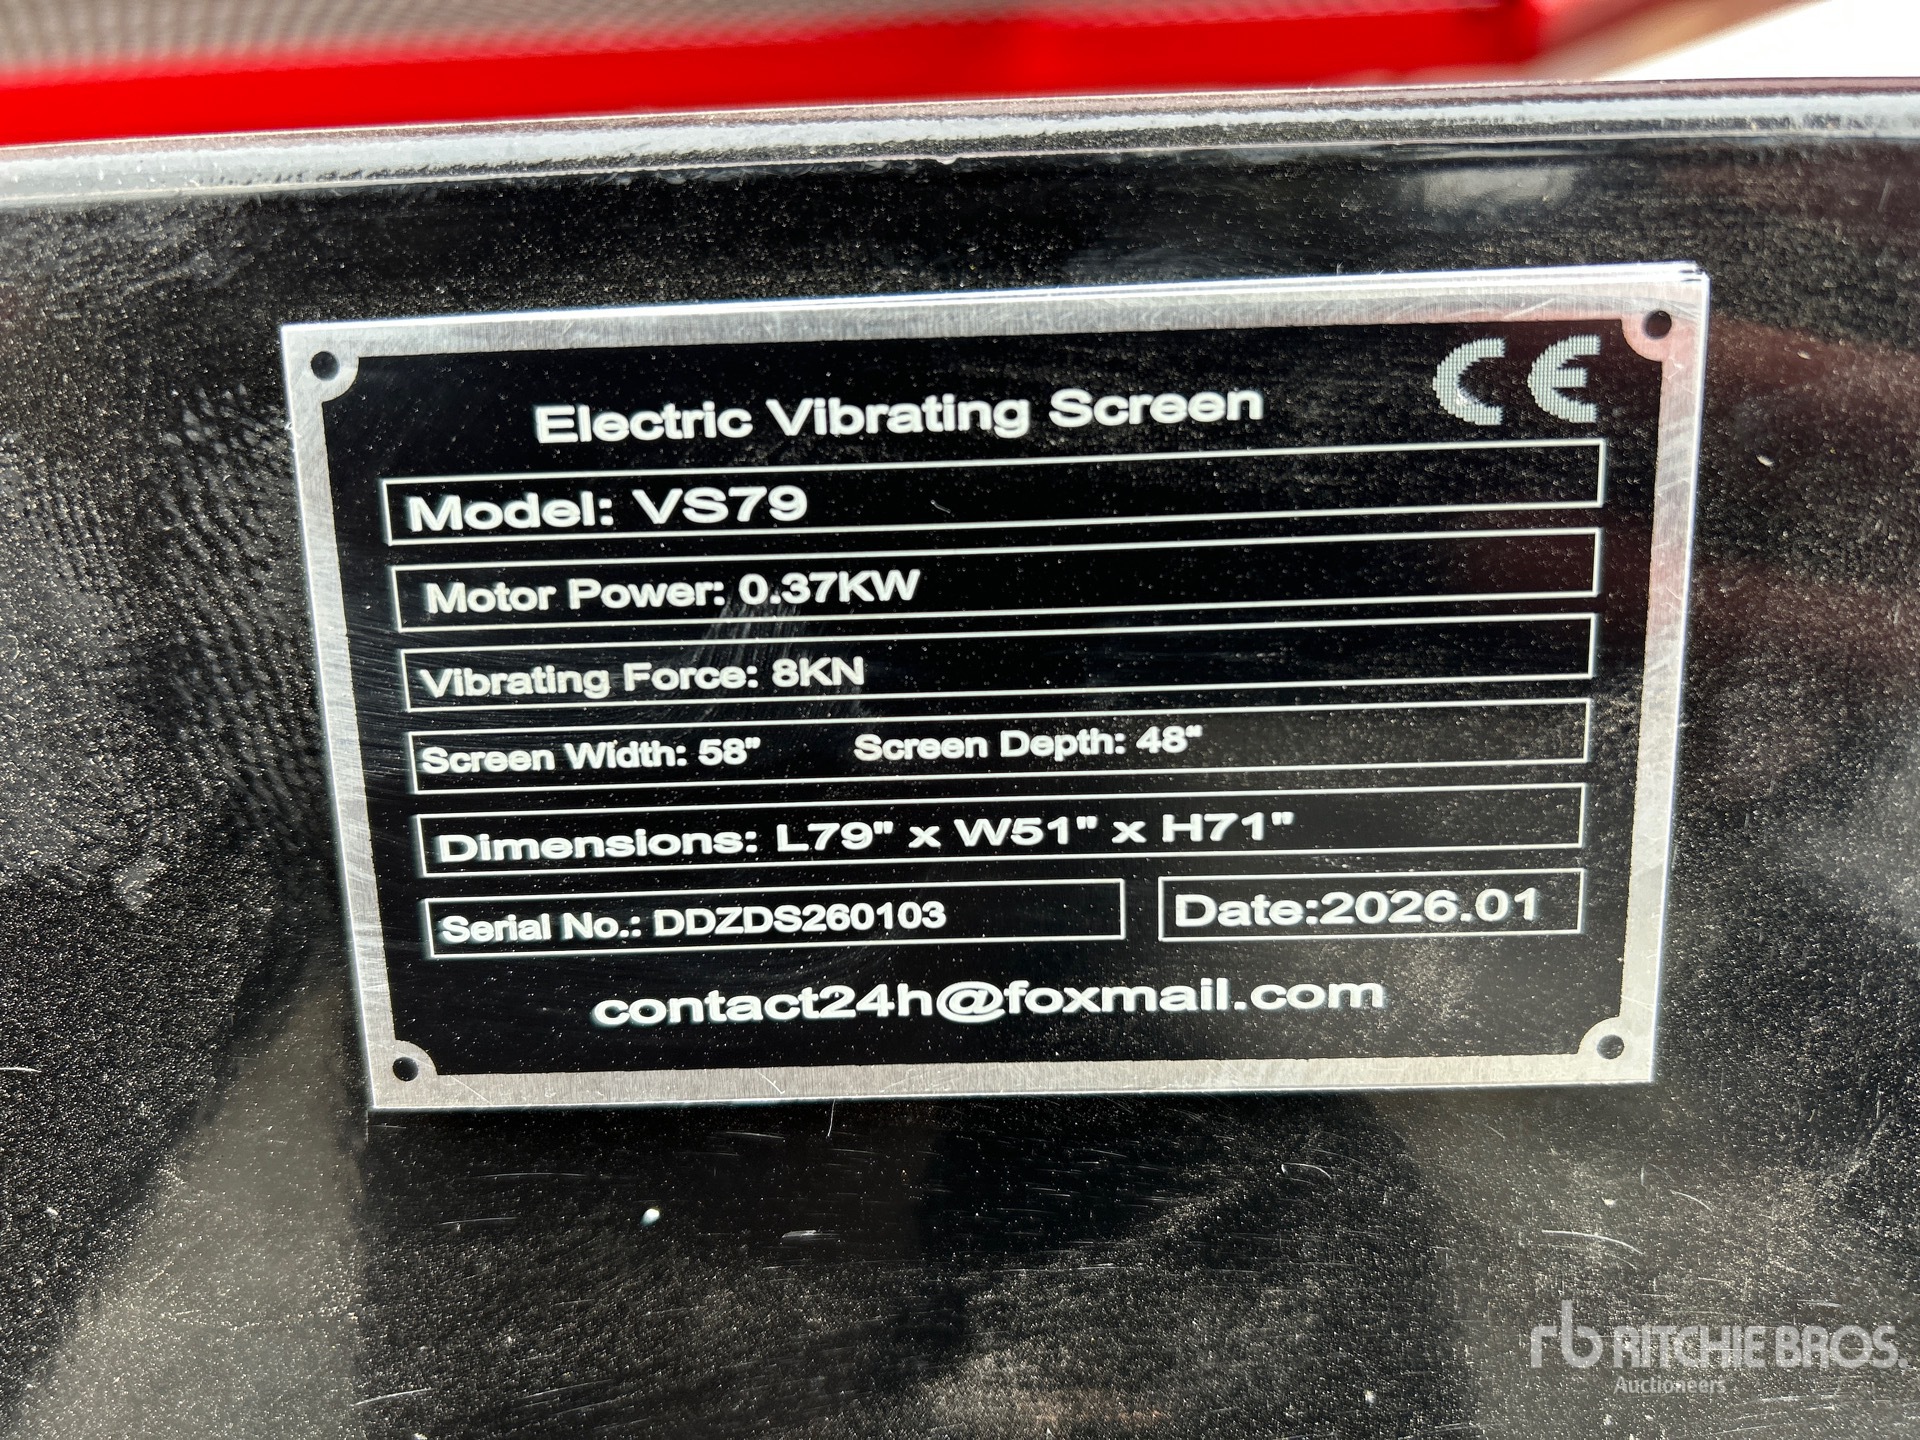 CE
Electric Vibrating Screen
Model: VS79
Motor Power: 0.37KW
Vibrating Force: 8KN
Screen Width: 58" Screen Depth: 48"
Dimensions: L79" x W51" x H71"
Serial No.: DDZDS260103 Date:2026.01
contact24h@foxmail.com
rb RITCHIE BROS.
Auctioneers